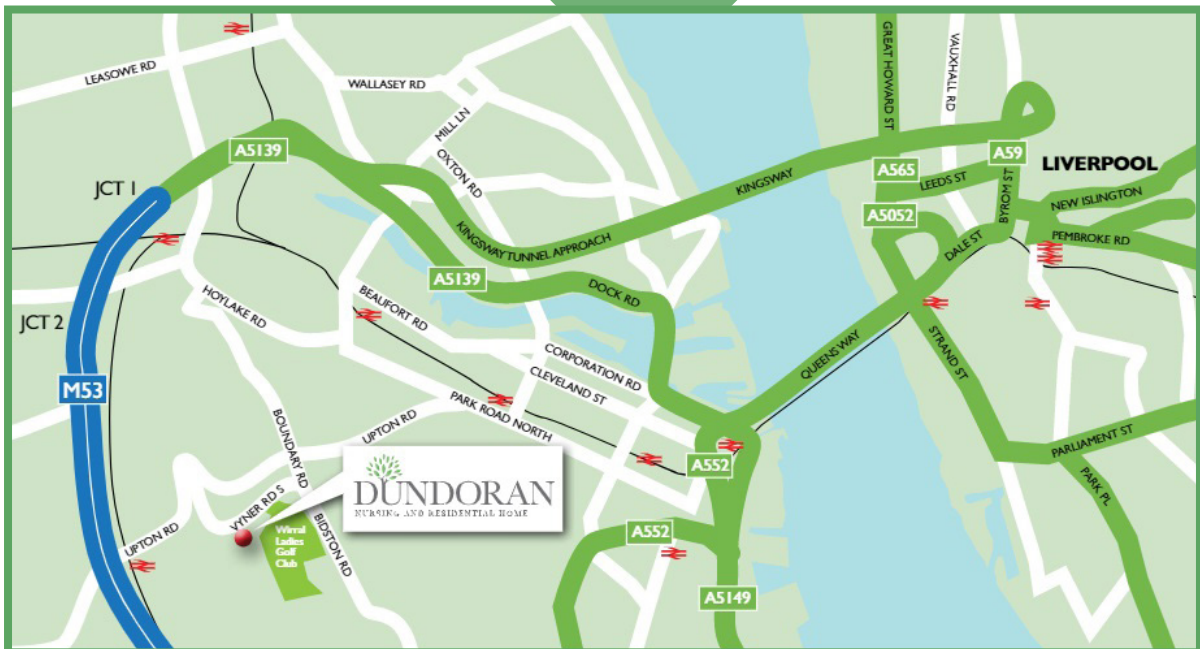 LEASOWE RD
WALLASEY RD
MILL LN
OXTON RD
GREAT HOWARD ST
VAUXHALL RD
A5139
A59
A565
LIVERPOOL
LEEDS ST
JCT 1
KINGSWAY
BYROM ST
NEW ISLINGTON
A5052
PEMBROKE RD
KINGSWAY TUNNEL APPROACH
DALE ST
A5139
DOCK RD
HOYLAKE RD
BEAUFORT RD
JCT 2
QUEENS WAY
STRAND ST
CORPORATION RD
CLEVELAND ST
M53
PARK ROAD NORTH
UPTON RD
BOUNDARY RD
PARLIAMENT ST
A552
PARK PL
DUNDORAN
NURSING AND RESIDENTIAL HOME
VYNER RD S
UPTON RD
Wirral
Ladies
Golf
Club
BIDSTON RD
A552
A5149